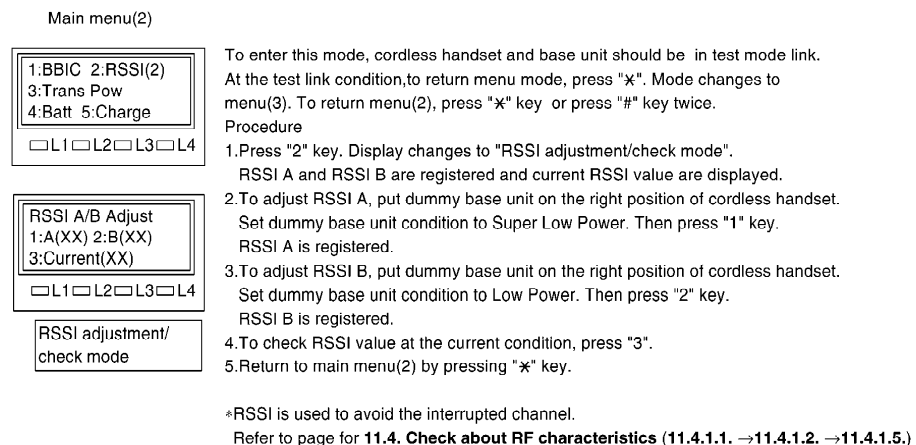 Main menu(2)
1:BBIC 2:RSSI(2)
3:Trans Pow
4:Batt 5:Charge
L1 L2 L3 L4
To enter this mode, cordless handset and base unit should be in test mode link.
At the test link condition,to return menu mode, press "✶". Mode changes to
menu(3). To return menu(2), press "✶" key or press "#" key twice.
Procedure
1.Press "2" key. Display changes to "RSSI adjustment/check mode".
RSSI A and RSSI B are registered and current RSSI value are displayed.
RSSI A/B Adjust
1:A(XX) 2:B(XX)
3:Current(XX)
L1 L2 L3 L4
RSSI adjustment/
check mode
2.To adjust RSSI A, put dummy base unit on the right position of cordless handset.
Set dummy base unit condition to Super Low Power. Then press "1" key.
RSSI A is registered.
3.To adjust RSSI B, put dummy base unit on the right position of cordless handset.
Set dummy base unit condition to Low Power. Then press "2" key.
RSSI B is registered.
4.To check RSSI value at the current condition, press "3".
5.Return to main menu(2) by pressing "✶" key.
*RSSI is used to avoid the interrupted channel.
Refer to page for 11.4. Check about RF characteristics (11.4.1.1. →11.4.1.2. →11.4.1.5.)